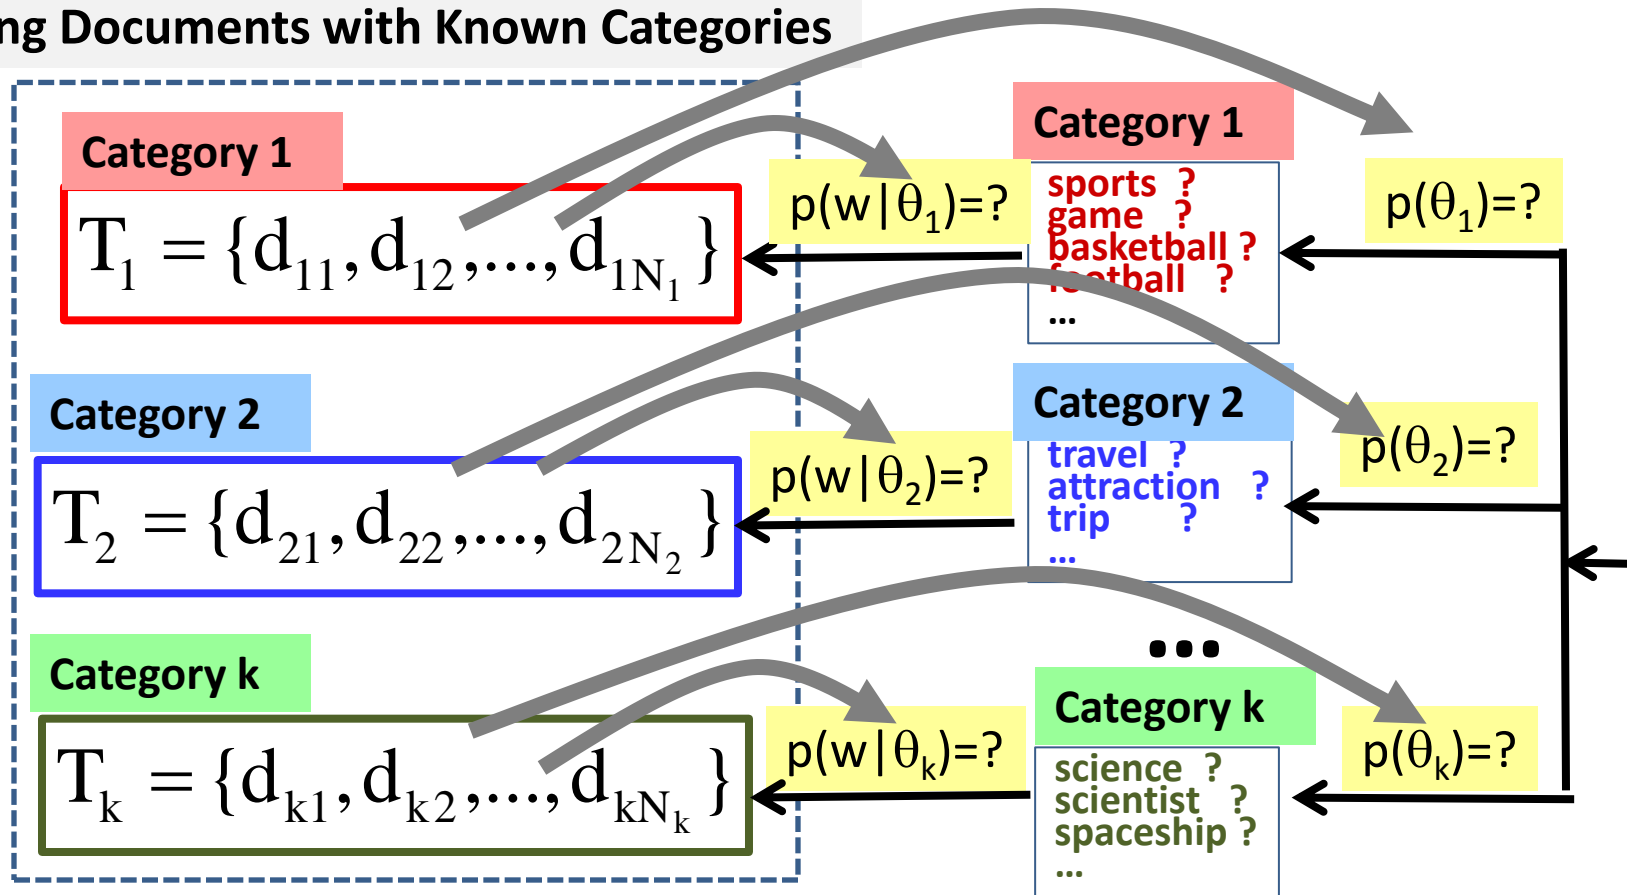 ng Documents with Known Categories
Category 1
T₁ = {d₁₁, d₁₂,..., d₁N₁}
p(w|θ₁)=?
Category 1
sports ?
game ?
basketball ?
football ?
...
p(θ₁)=?
Category 2
T₂ = {d₂₁, d₂₂,..., d₂N₂}
p(w|θ₂)=?
Category 2
travel ?
attraction ?
trip ?
...
p(θ₂)=?
...
Category k
Tₖ = {dₖ₁, dₖ₂,..., dₖNₖ}
p(w|θₖ)=?
Category k
science ?
scientist ?
spaceship ?
...
p(θₖ)=?